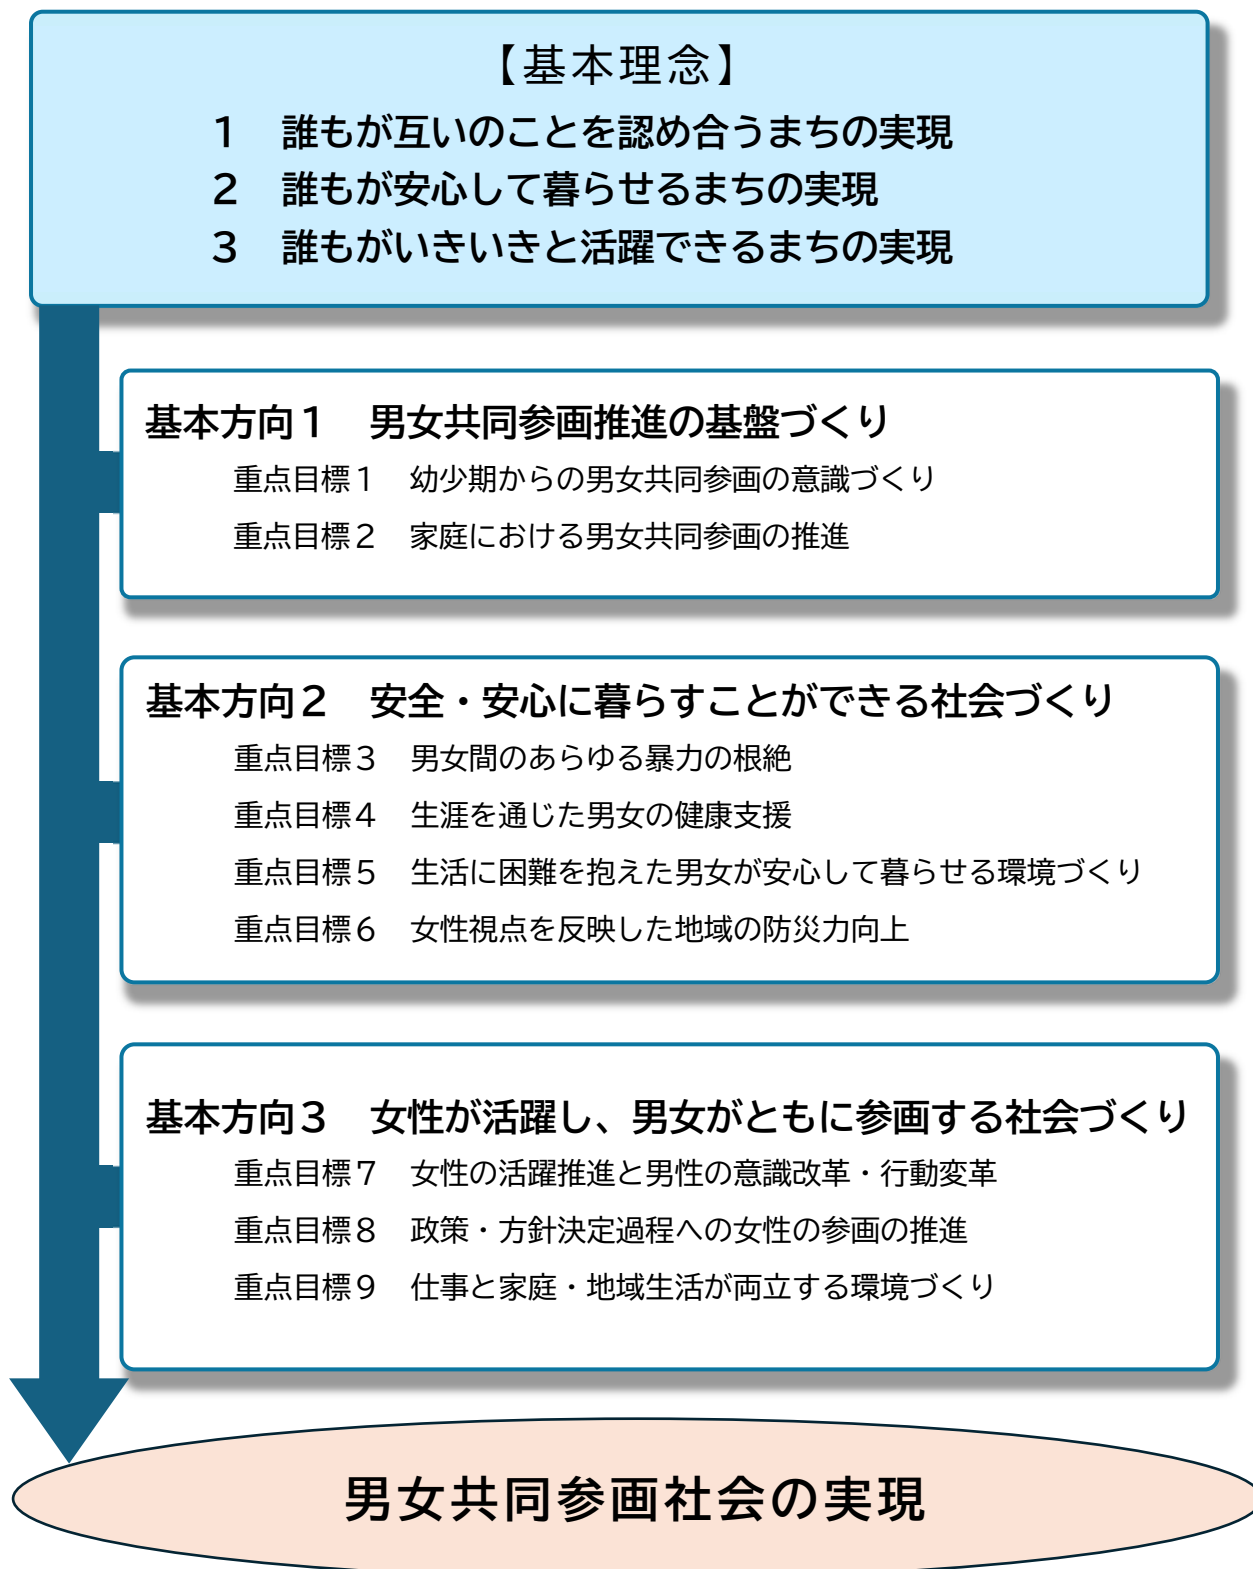 【基本理念】
１　誰もが互いのことを認め合うまちの実現
２　誰もが安心して暮らせるまちの実現
３　誰もがいきいきと活躍できるまちの実現
基本方向１　男女共同参画推進の基盤づくり
重点目標１　幼少期からの男女共同参画の意識づくり
重点目標２　家庭における男女共同参画の推進
基本方向２　安全・安心に暮らすことができる社会づくり
重点目標３　男女間のあらゆる暴力の根絶
重点目標４　生涯を通じた男女の健康支援
重点目標５　生活に困難を抱えた男女が安心して暮らせる環境づくり
重点目標６　女性視点を反映した地域の防災力向上
基本方向３　女性が活躍し、男女がともに参画する社会づくり
重点目標７　女性の活躍推進と男性の意識改革・行動変革
重点目標８　政策・方針決定過程への女性の参画の推進
重点目標９　仕事と家庭・地域生活が両立する環境づくり
男女共同参画社会の実現